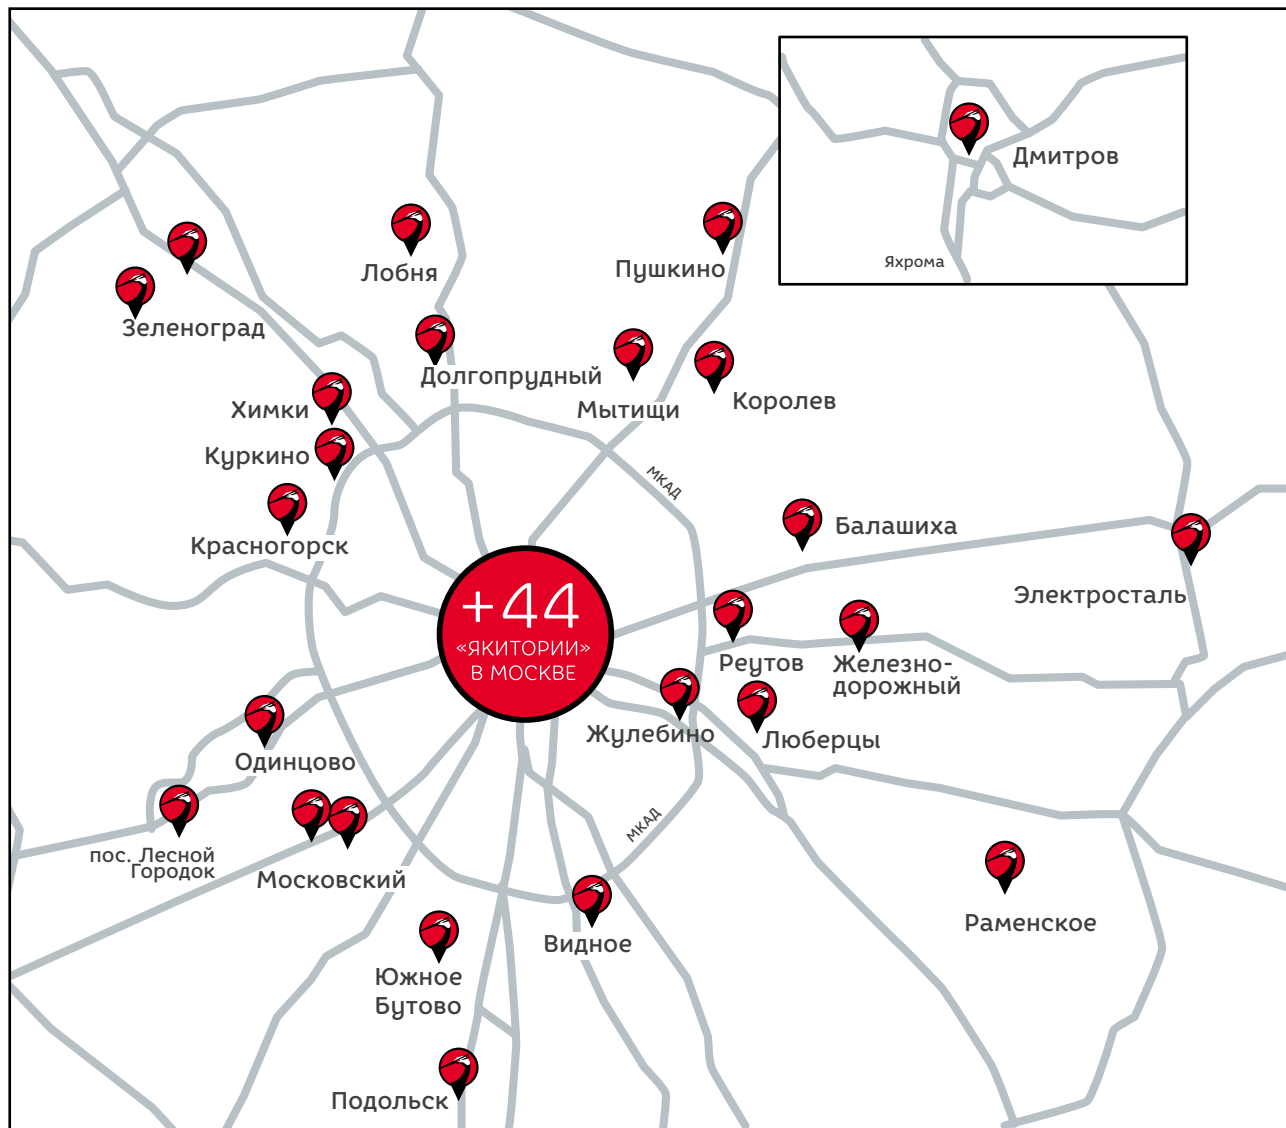 Дмитров
Яхрома
Лобня
Пушкино
Зеленоград
Долгопрудный
Мытищи
Королев
Химки
Куркино
МКАД
Красногорск
Балашиха
Электросталь
+44
«ЯКИТОРИИ»
В МОСКВЕ
Реутов
Железно-
дорожный
Жулебино
Люберцы
Одинцово
МКАД
пос. Лесной
Городок
Московский
Раменское
Видное
Южное
Бутово
Подольск